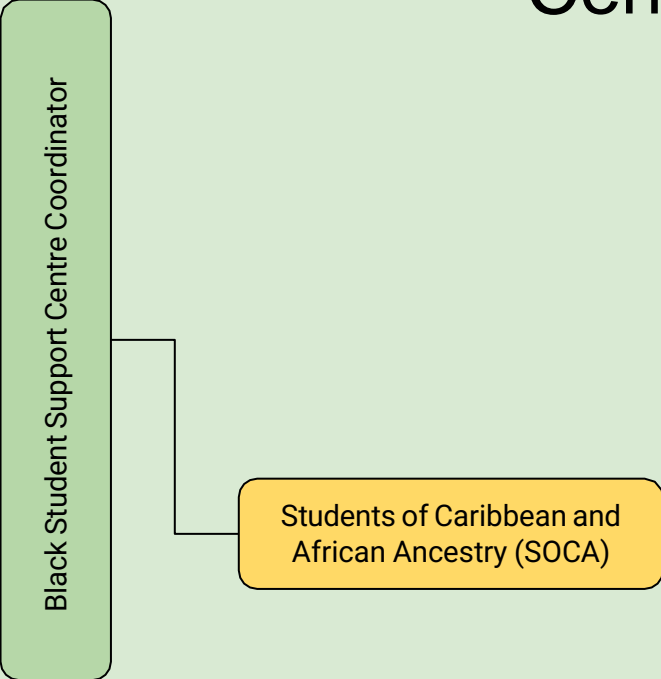 Black Student Support Centre Coordinator
Students of Caribbean and
African Ancestry (SOCA)